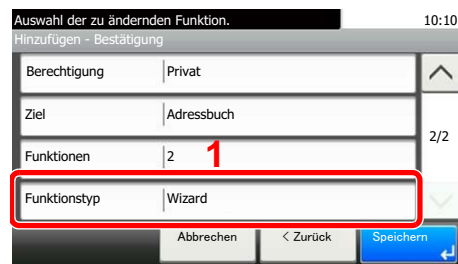 Auswahl der zu ändernden Funktion. 10:10
Hinzufügen - Bestätigung
Berechtigung Privat
Ziel Adressbuch
2/2
Funktionen 2 1
Funktionstyp Wizard
Abbrechen < Zurück Speichern